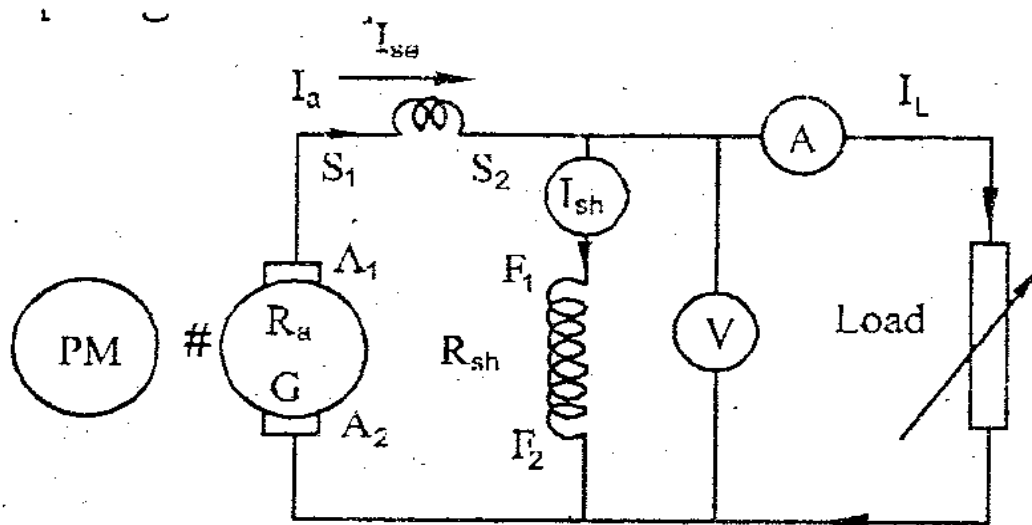 I_se
I_a
I_L
A
S_1
S_2
I_sh
A_1
F_1
R_a
PM
#
V
Load
R_sh
G
A_2
F_2